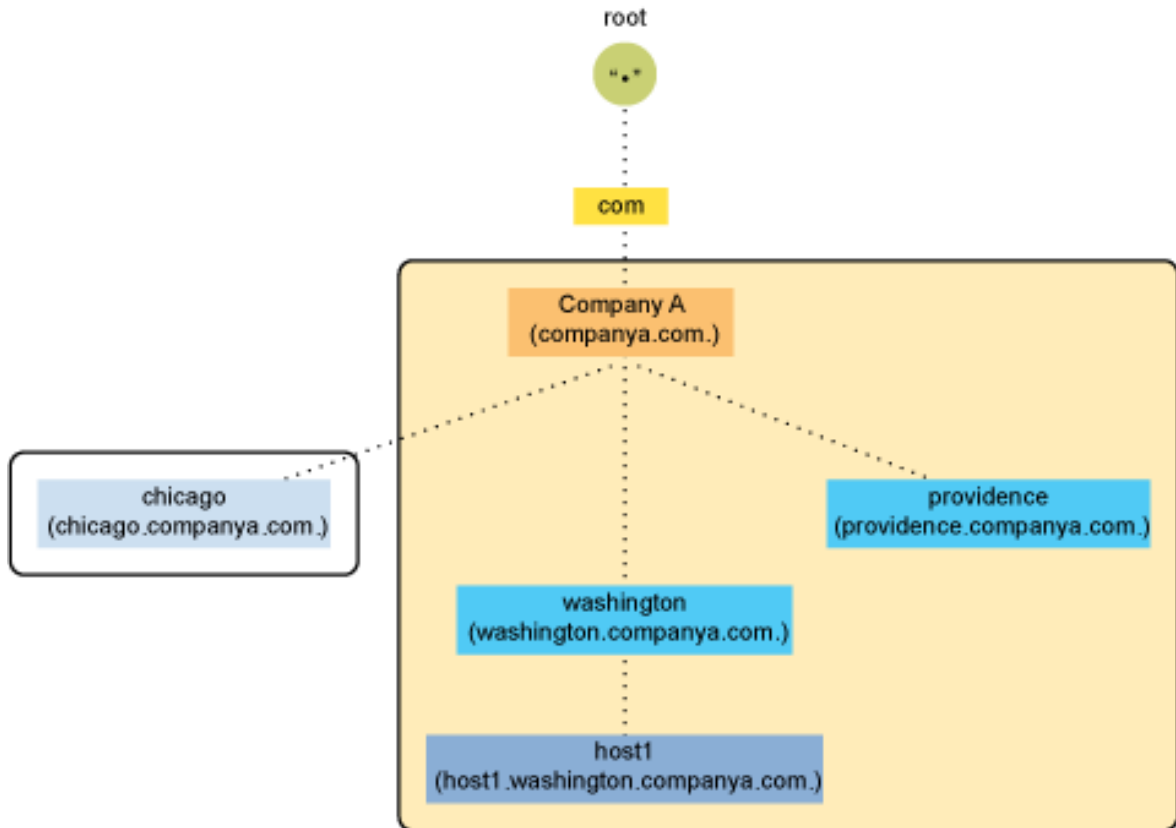 root
“•”
com
Company A
(companya.com.)
chicago
(chicago.companya.com.)
providence
(providence.companya.com.)
washington
(washington.companya.com.)
host1
(host1.washington.companya.com.)